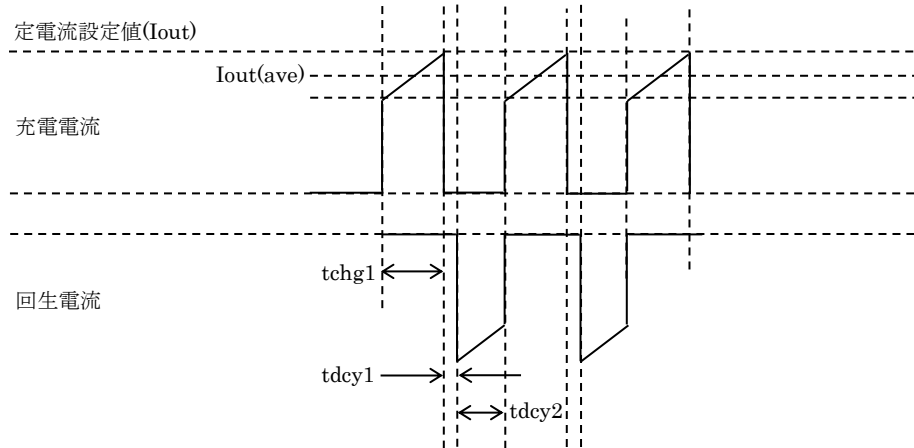 定電流設定値(Iout)
Iout(ave)
充電電流
tchg1
回生電流
tdcy1
tdcy2